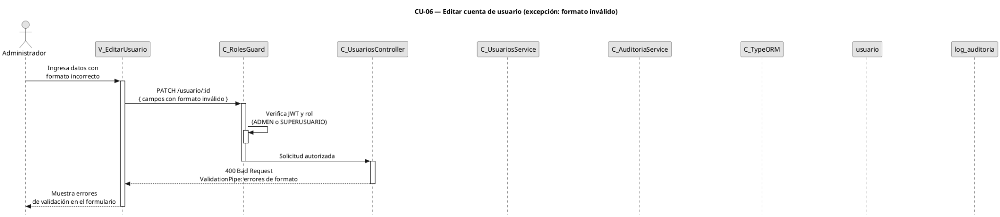 CU-06 — Editar cuenta de usuario (excepción: formato inválido)
Administrador
V_EditarUsuario
C_RolesGuard
C_UsuariosController
C_UsuariosService
C_AuditoriaService
C_TypeORM
usuario
log_auditoria
Ingresa datos con
formato incorrecto
PATCH /usuario/:id
{ campos con formato inválido }
Verifica JWT y rol
(ADMIN o SUPERUSUARIO)
Solicitud autorizada
400 Bad Request
ValidationPipe: errores de formato
Muestra errores
de validación en el formulario